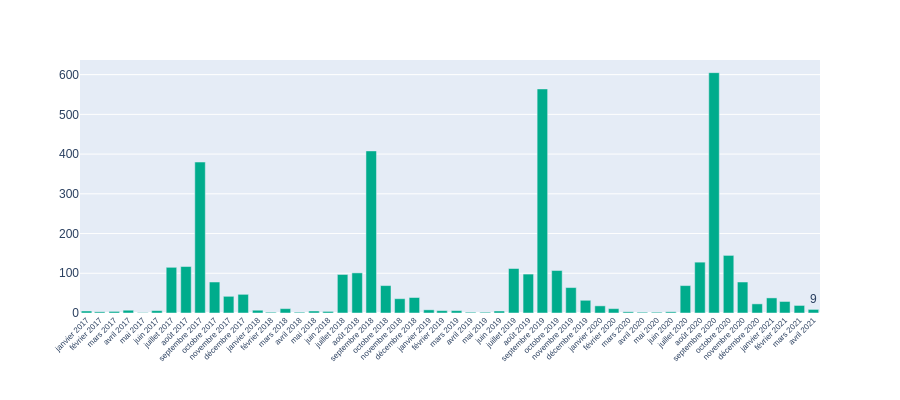 600
500
400
300
200
100
0
9
janvier 2017
février 2017
mars 2017
avril 2017
mai 2017
juin 2017
juillet 2017
août 2017
septembre 2017
octobre 2017
novembre 2017
décembre 2017
janvier 2018
février 2018
mars 2018
avril 2018
mai 2018
juin 2018
juillet 2018
août 2018
septembre 2018
octobre 2018
novembre 2018
décembre 2018
janvier 2019
février 2019
mars 2019
avril 2019
mai 2019
juin 2019
juillet 2019
août 2019
septembre 2019
octobre 2019
novembre 2019
décembre 2019
janvier 2020
février 2020
mars 2020
avril 2020
mai 2020
juin 2020
juillet 2020
août 2020
septembre 2020
octobre 2020
novembre 2020
décembre 2020
janvier 2021
février 2021
mars 2021
avril 2021